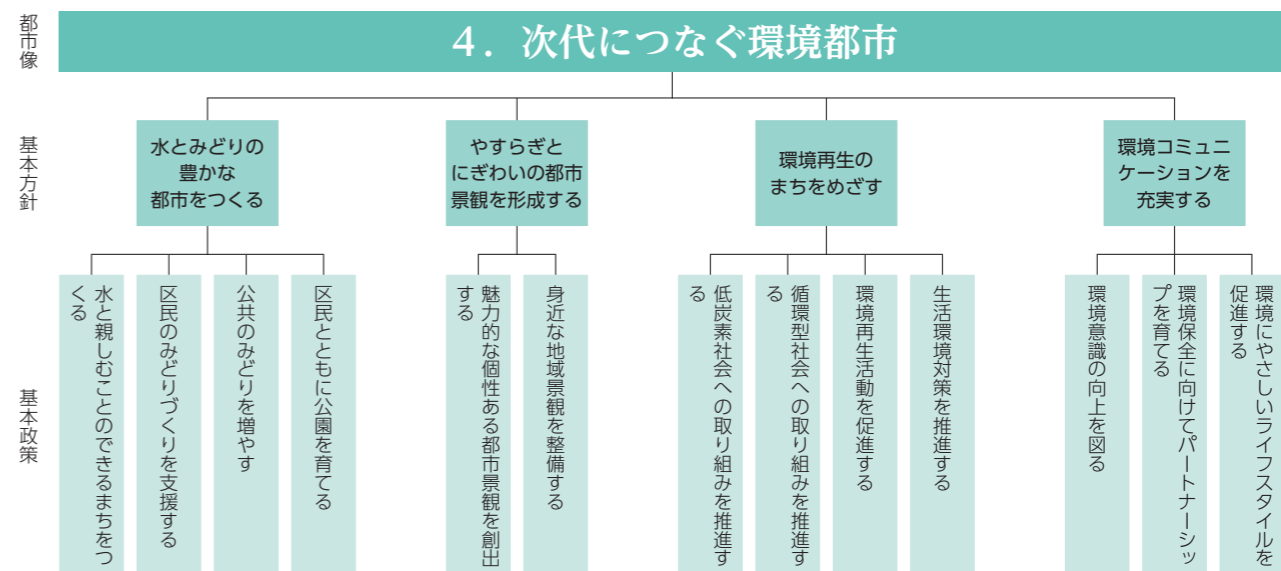 都市像
４．次代につなぐ環境都市
基本方針
水とみどりの
豊かな
都市をつくる
やすらぎと
にぎわいの都市
景観を形成する
環境再生の
まちをめざす
環境コミュニ
ケーションを
充実する
基本政策
水と親しむことのできるまちをつ
くる
区民のみどりづくりを支援する
公共のみどりを増やす
区民とともに公園を育てる
魅力的な個性ある都市景観を創出
する
身近な地域景観を整備する
低炭素社会への取り組みを推進す
る
循環型社会への取り組みを推進す
る
環境再生活動を促進する
生活環境対策を推進する
環境意識の向上を図る
環境保全に向けてパートナーシッ
プを育てる
環境にやさしいライフスタイルを
促進する